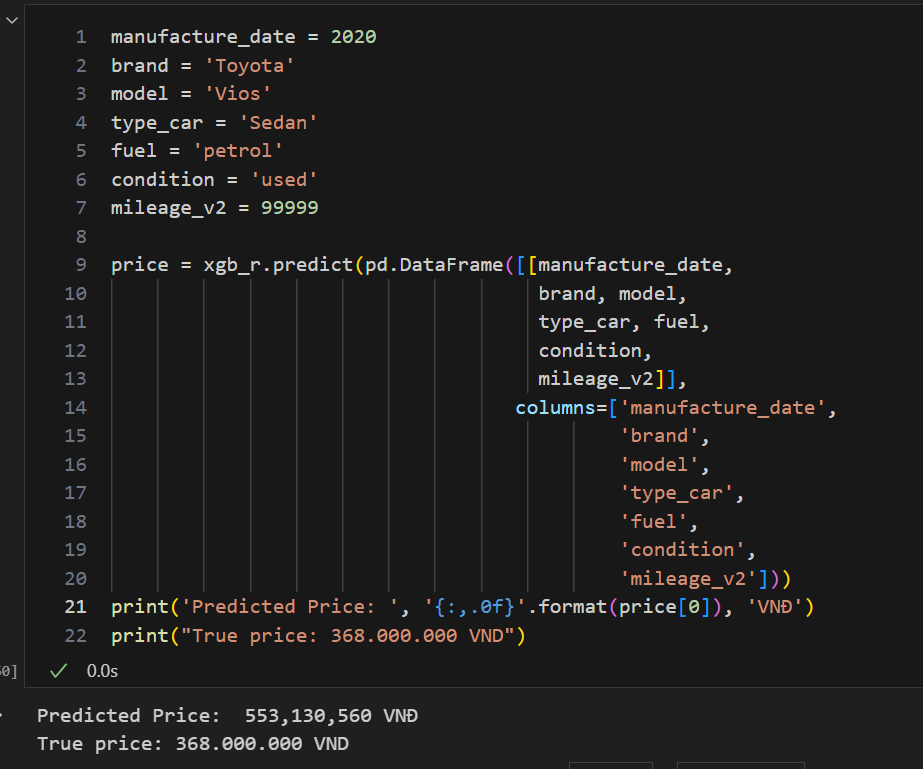 1 manufacture_date = 2020
2 brand = 'Toyota'
3 model = 'Vios'
4 type_car = 'Sedan'
5 fuel = 'petrol'
6 condition = 'used'
7 mileage_v2 = 99999
8
9 price = xgb_r.predict(pd.DataFrame([[manufacture_date,
10 brand, model,
11 type_car, fuel,
12 condition,
13 mileage_v2]],
14 columns=['manufacture_date',
15 'brand',
16 'model',
17 'type_car',
18 'fuel',
19 'condition',
20 'mileage_v2']))
21 print('Predicted Price: ', '{:,.0f}'.format(price[0]), 'VNĐ')
22 print("True price: 368.000.000 VND")
0] 0.0s
Predicted Price:  553,130,560 VNĐ
True price: 368.000.000 VND